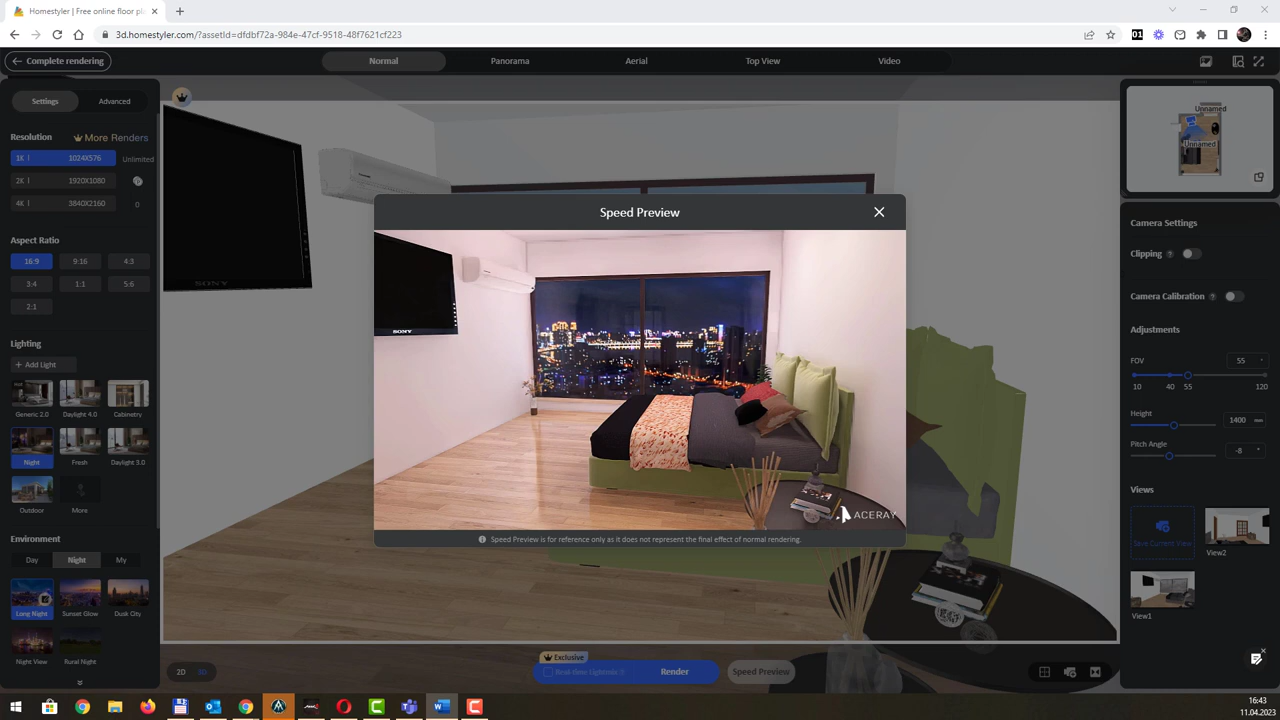 Homestyler | Free online floor pla
3d.homestyler.com/?assetId=dfdbf72a-984e-47cf-9518-48f7621cf223
Complete rendering
Normal
Panorama
Aerial
Top View
Video
Settings
Advanced
Resolution
More Renders
1K
1024X576
Unlimited
2K
1920X1080
4K
3840X2160
0
Aspect Ratio
16:9
9:16
4:3
3:4
1:1
5:6
2:1
Lighting
+ Add Light
Generic 2.0
Daylight 4.0
Cabinetry
Night
Fresh
Daylight 3.0
Outdoor
More
Environment
Day
Night
My
Long Night
Sunset Glow
Dusk City
Night View
Rural Night
SONY
Speed Preview
SONY
ACERAY
Speed Preview is for reference only as it does not represent the final effect of normal rendering.
2D
3D
Exclusive
Render
Speed Preview
Unnamed
Unnamed
Camera Settings
Clipping
Camera Calibration
Adjustments
FOV
55
10
40
55
120
Height
1400
Pitch Angle
-8
Views
Save Current View
View2
View1
16:43
11.04.2023